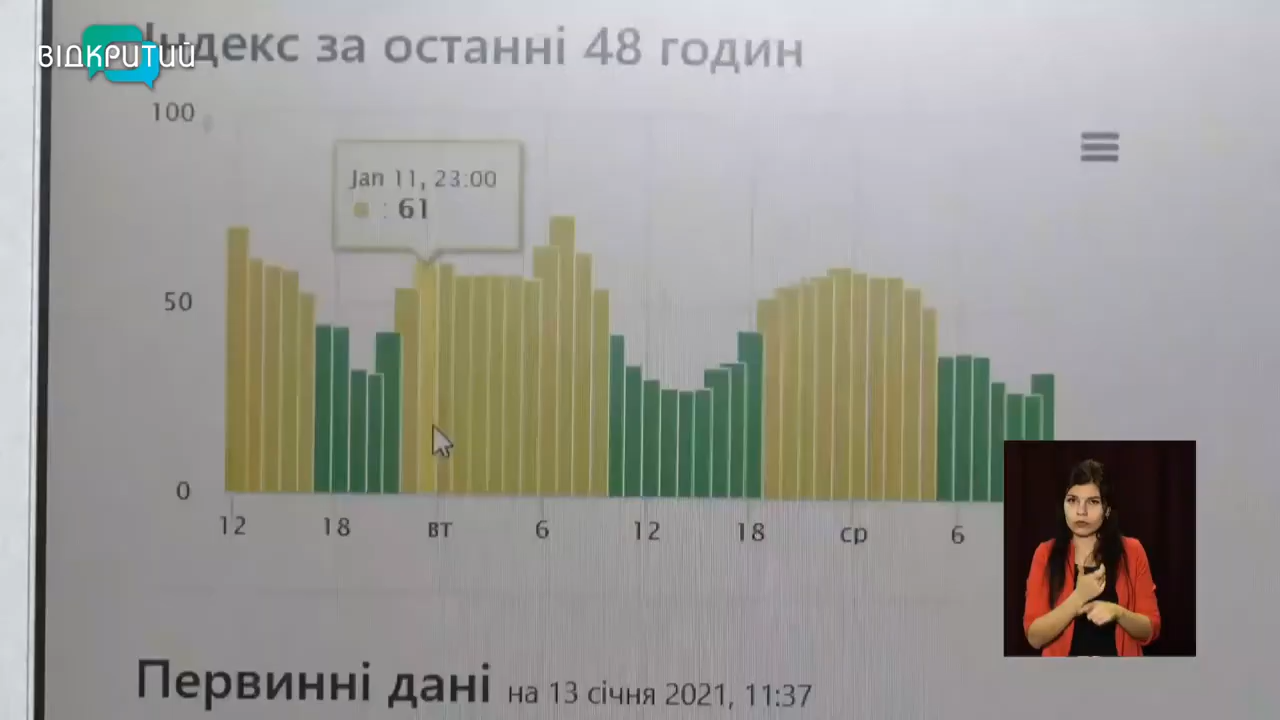 ВІДКРИТИЙ
Індекс за останні 48 годин
100
Jan 11, 23:00
: 61
50
0
12 18 вт 6 12 18 ср 6
Первинні дані на 13 січня 2021, 11:37